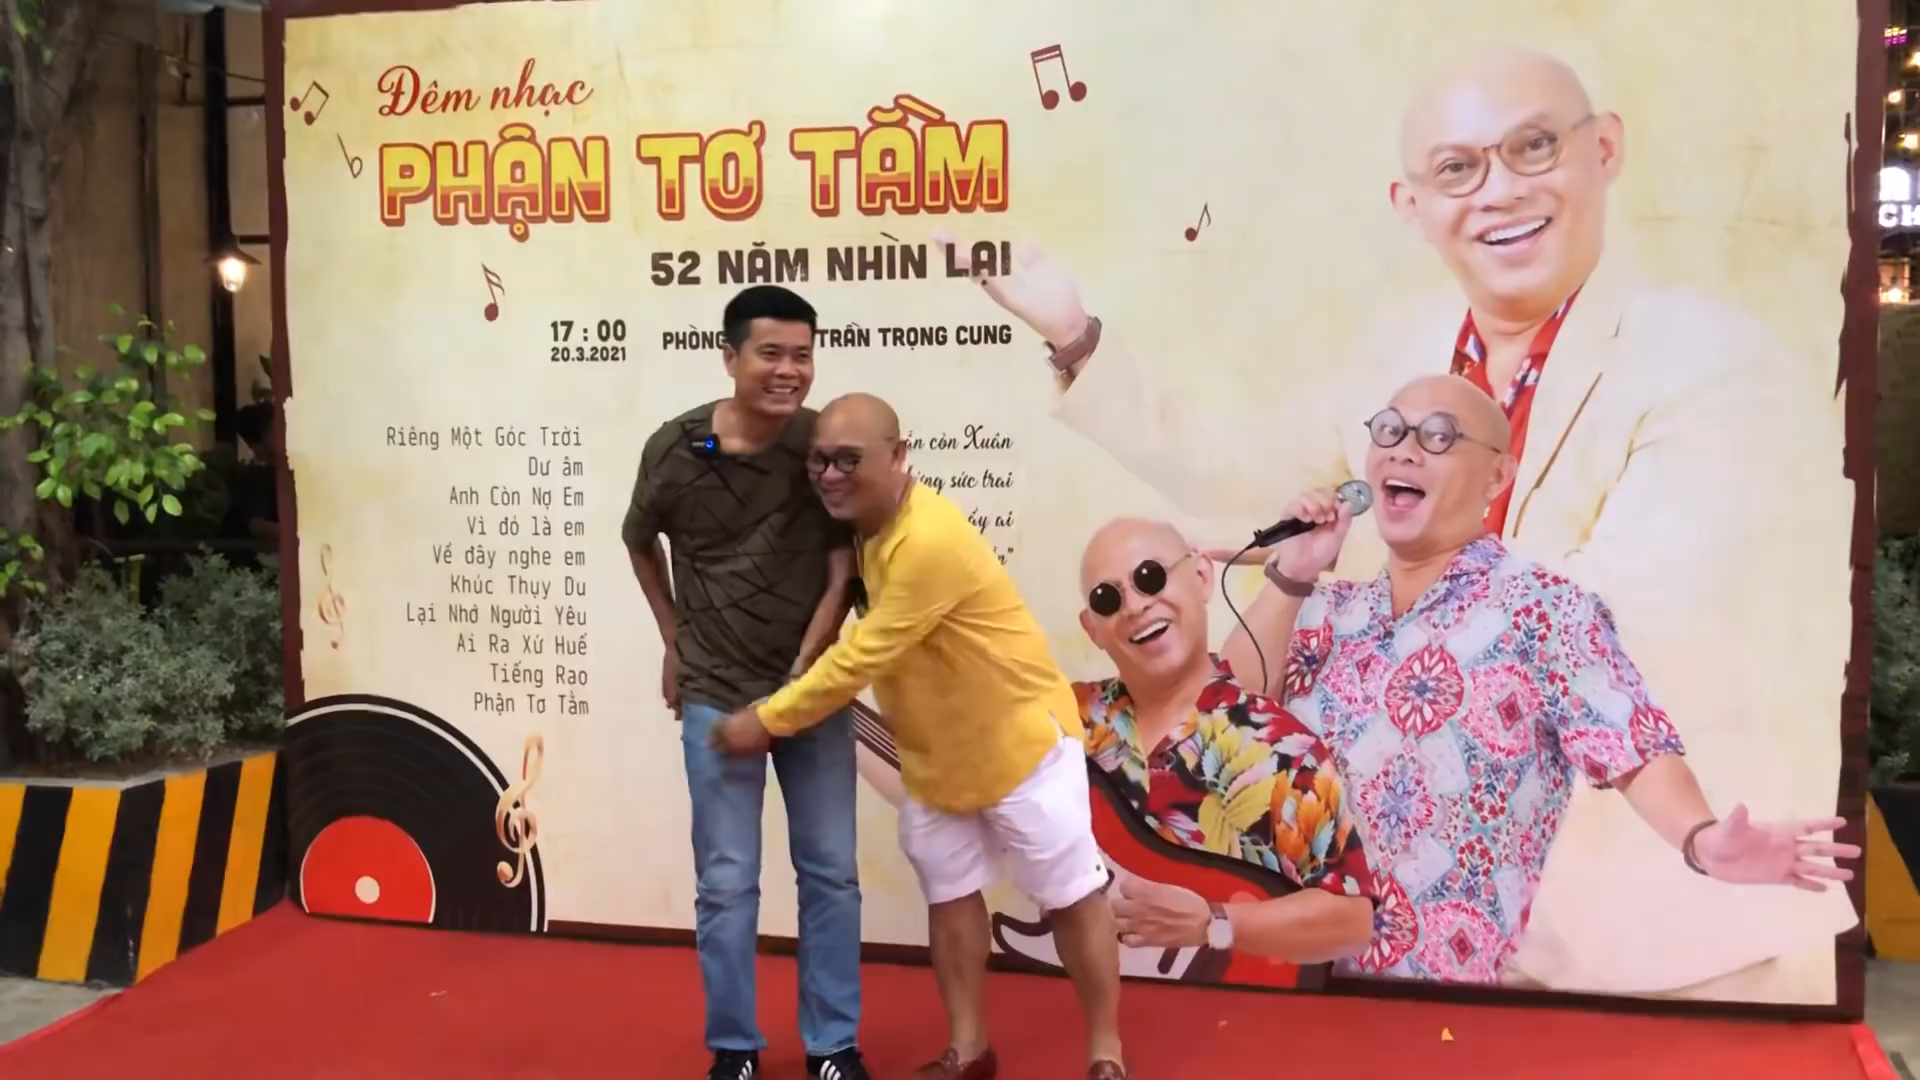 Đêm nhạc
PHẬN TƠ TẰM
52 NĂM NHÌN LẠI
17 : 00
20.3.2021
PHÒNG TRẦN TRỌNG CUNG
Riêng Một Góc Trời
Dư âm
Anh Còn Nợ Em
Vì đó là em
Về đây nghe em
Khúc Thụy Du
Lại Nhớ Người Yêu
Ai Ra Xứ Huế
Tiếng Rao
Phận Tơ Tằm
còn Xuân
sức trai
ai